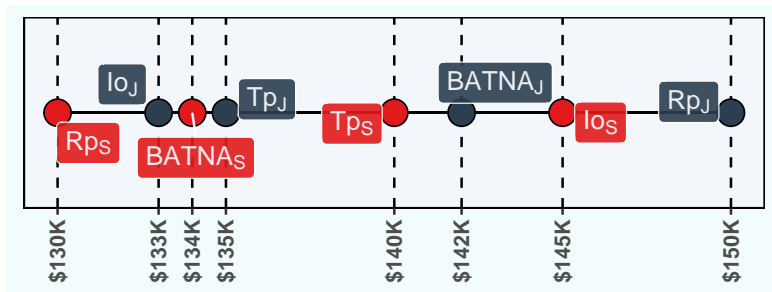 Io_J
Tp_J
BATNA_J
Rp_J
Rp_S
BATNA_S
Tp_S
Io_S
$130K
$133K
$134K
$135K
$140K
$142K
$145K
$150K